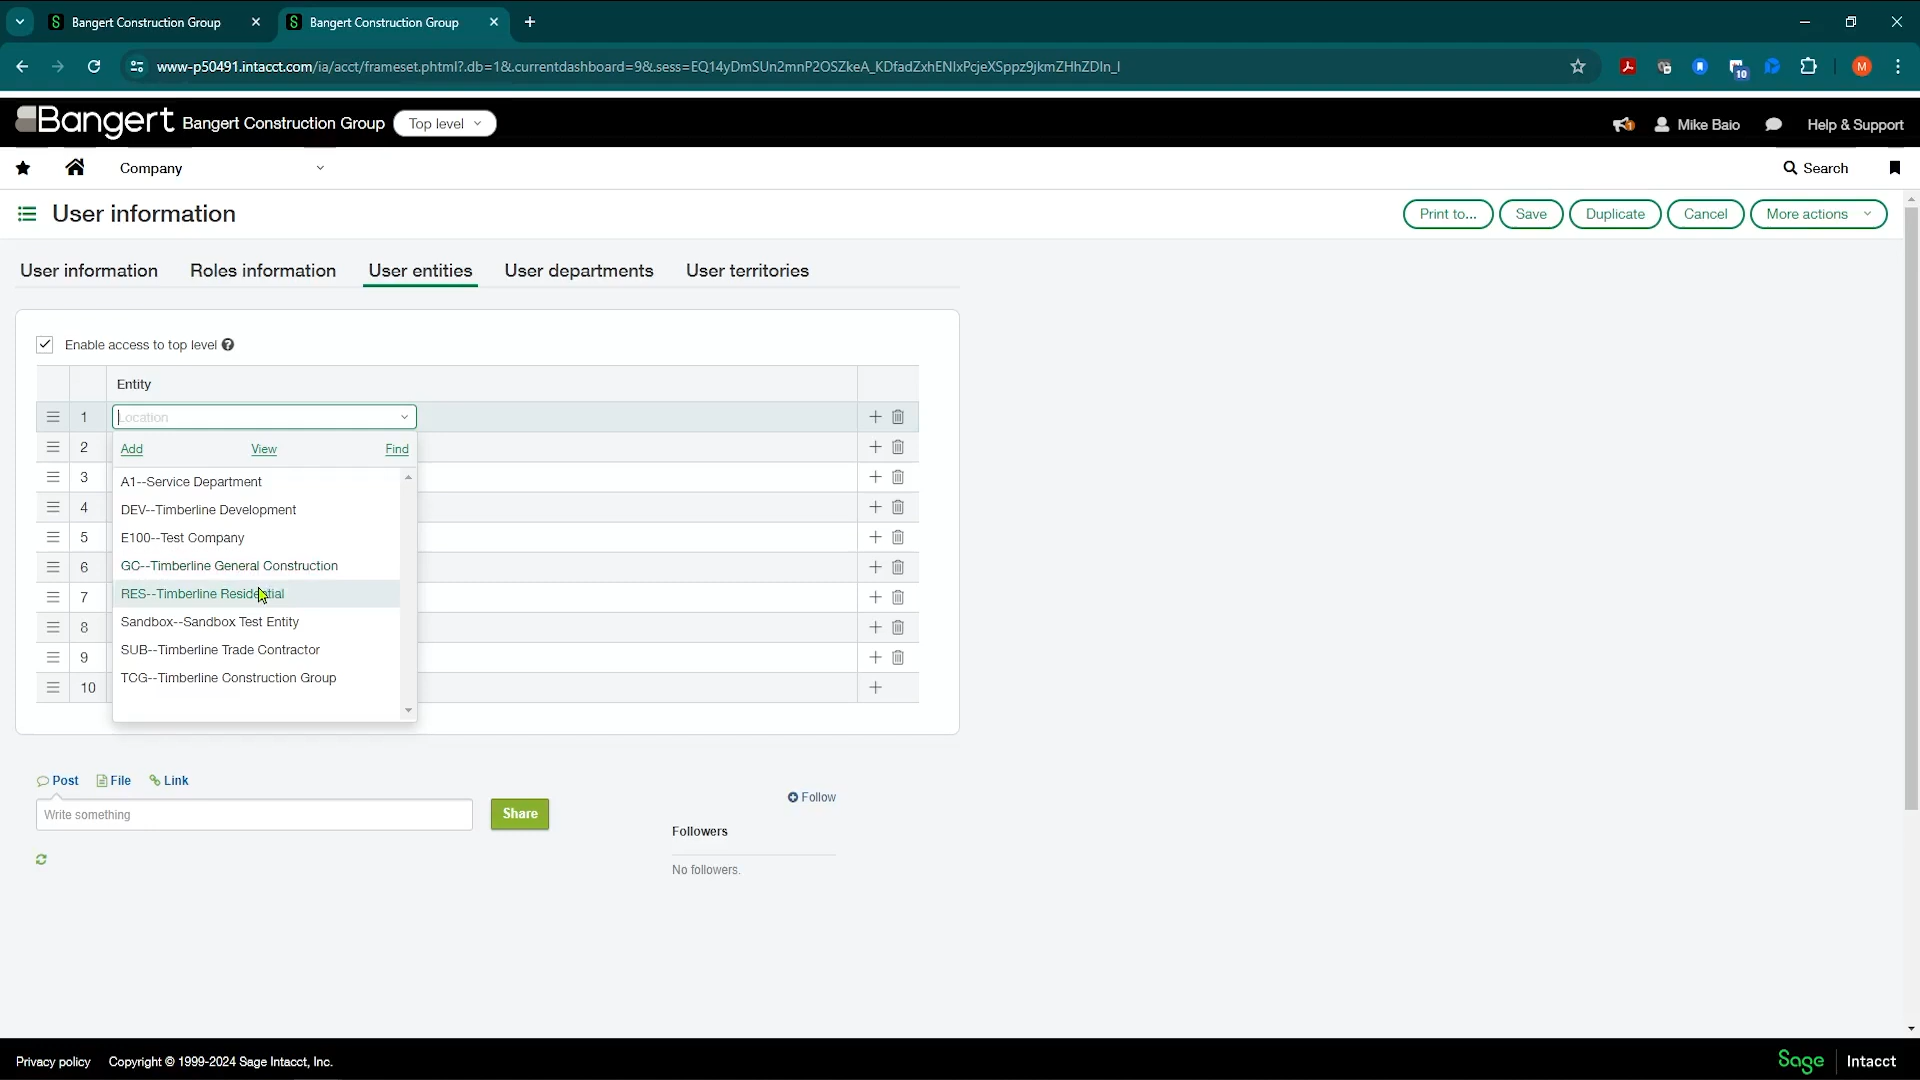 Bangert Construction Group
Bangert Construction Group
www-p50491.intacct.com/ia/acct/frameset.phtml?.db=1&.currentdashboard=9&.sess=EQ14yDmSUn2mnP2OSZkeA_KDfadZxhENIxPcjeXSppz9jkmZHhZDIn_I
10
M
Bangert
Bangert Construction Group
Top level
1
Mike Baio
Help & Support
Company
Search
User information
Print to...
Save
Duplicate
Cancel
More actions
User information
Roles information
User entities
User departments
User territories
Enable access to top level
Entity
1
Location
2
Add
View
Find
3
A1--Service Department
4
DEV--Timberline Development
5
E100--Test Company
6
GC--Timberline General Construction
7
RES--Timberline Residential
8
Sandbox--Sandbox Test Entity
9
SUB--Timberline Trade Contractor
10
TCG--Timberline Construction Group
Post
File
Link
Write something
Share
Follow
Followers
No followers.
Privacy policy
Copyright © 1999-2024 Sage Intacct, Inc.
Sage
Intacct